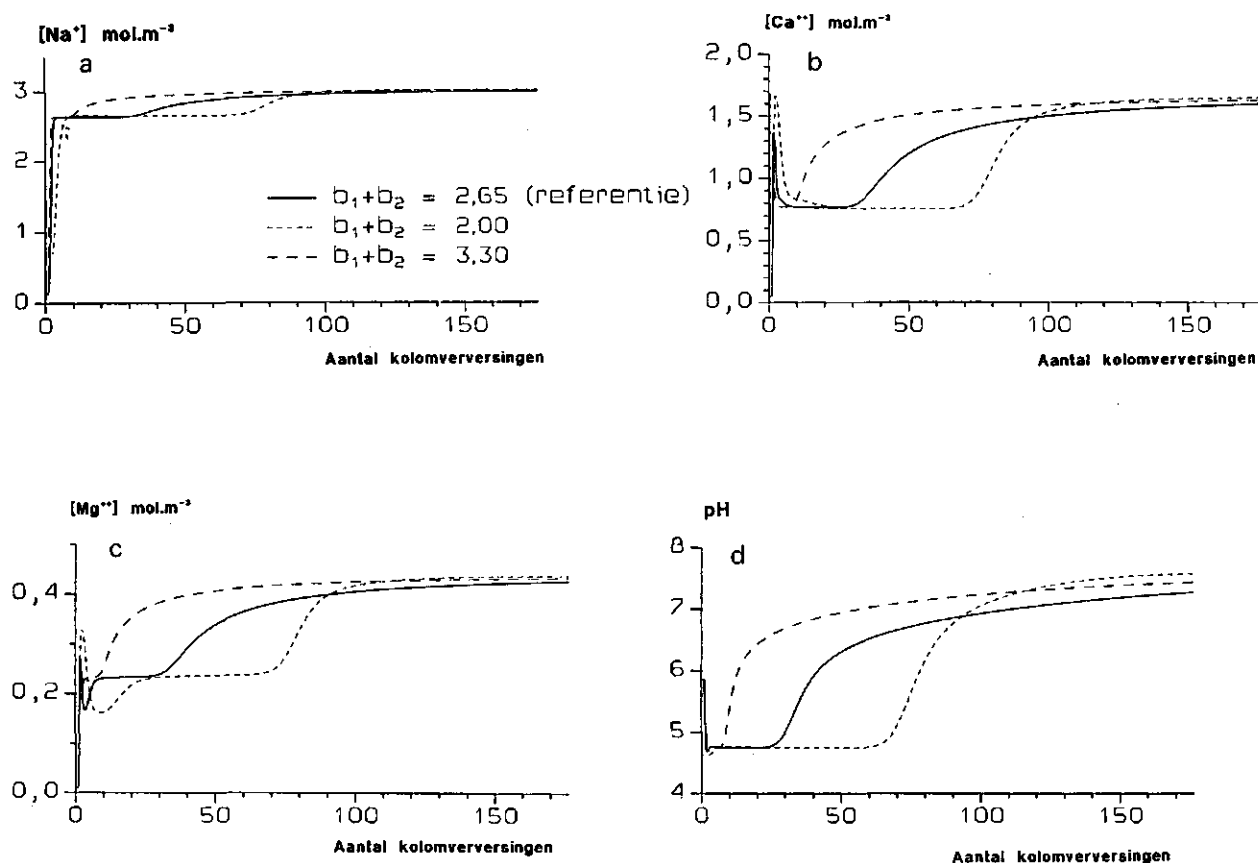 [Na⁺] mol.m⁻³
a
3
2
1
0
b₁+b₂ = 2,65 (referentie)
b₁+b₂ = 2,00
b₁+b₂ = 3,30
0 50 100 150
Aantal kolomverversingen
[Ca⁺⁺] mol.m⁻³
b
2,0
1,5
1,0
0,5
0,0
0 50 100 150
Aantal kolomverversingen
[Mg⁺⁺] mol.m⁻³
c
0,4
0,2
0,0
0 50 100 150
Aantal kolomverversingen
pH
d
8
7
6
5
4
0 50 100 150
Aantal kolomverversingen